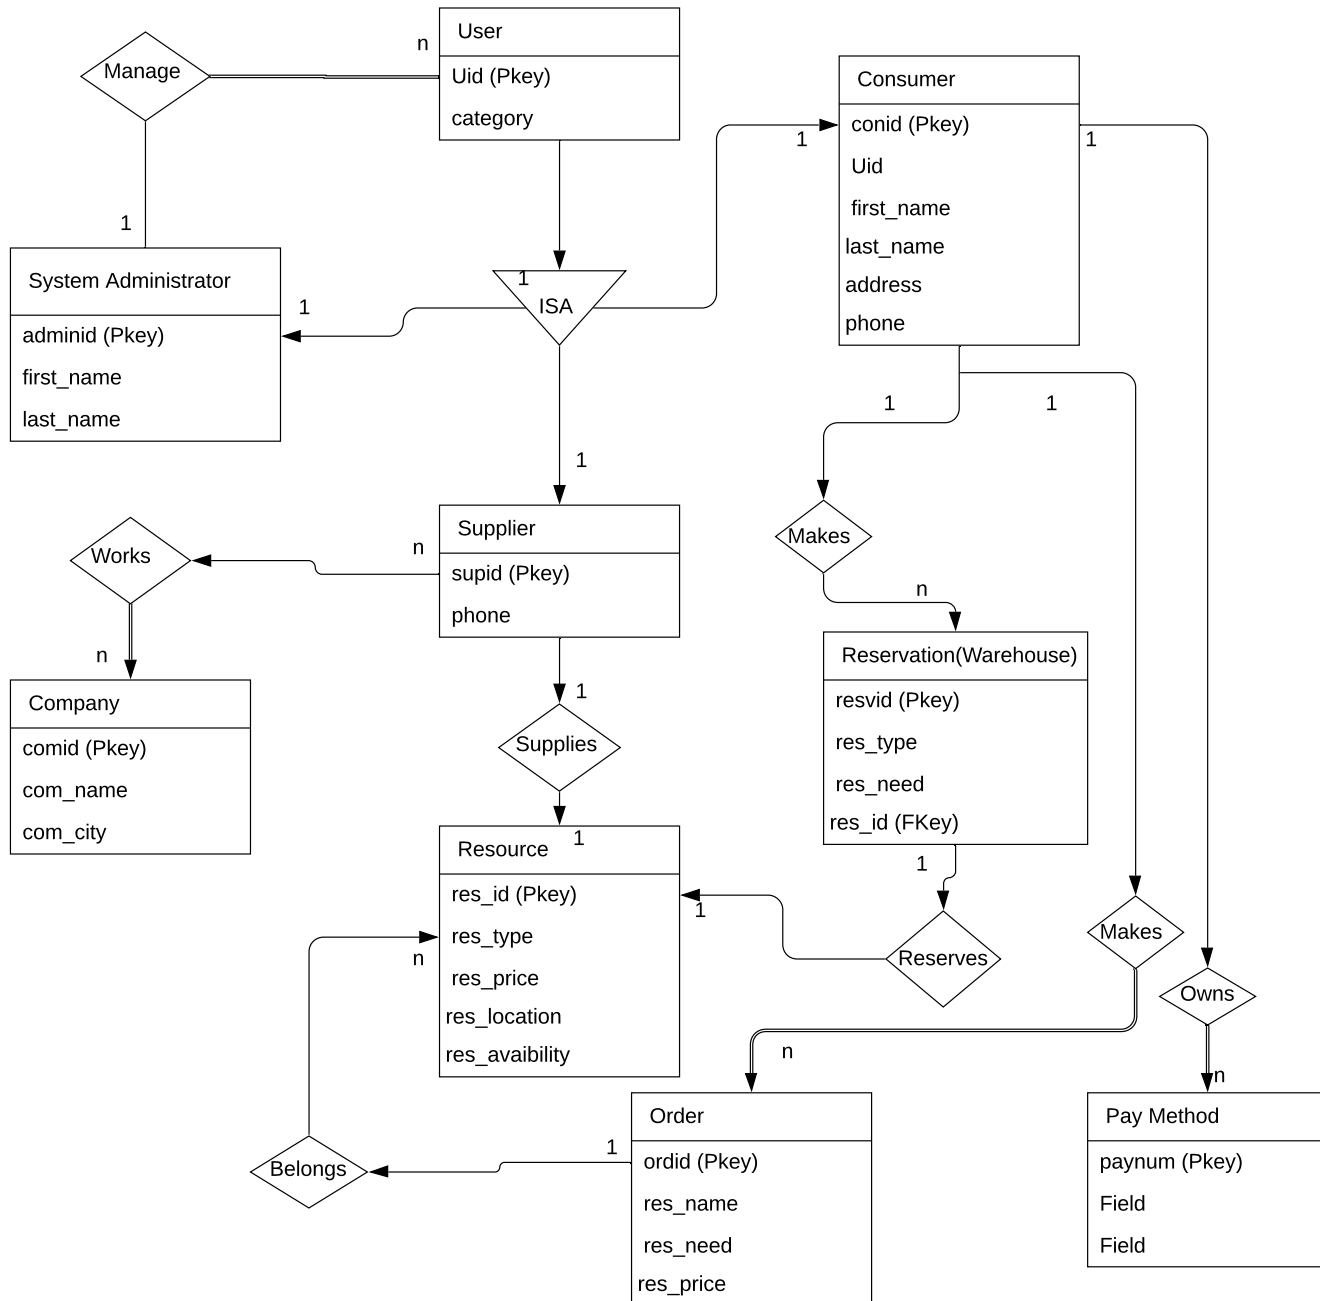 User
n
Manage
Uid (Pkey)
category
Consumer
conid (Pkey)
1
1
Uid
first_name
last_name
address
phone
1
System Administrator
adminid (Pkey)
first_name
last_name
1
1
ISA
1
1
1
Supplier
supid (Pkey)
phone
n
Works
n
Company
comid (Pkey)
com_name
com_city
1
Supplies
Makes
n
Reservation(Warehouse)
resvid (Pkey)
res_type
res_need
res_id (FKey)
1
1
Resource
res_id (Pkey)
res_type
res_price
res_location
res_avaibility
1
n
Reserves
Makes
Owns
n
n
Belongs
1
Order
ordid (Pkey)
res_name
res_need
res_price
Pay Method
paynum (Pkey)
Field
Field